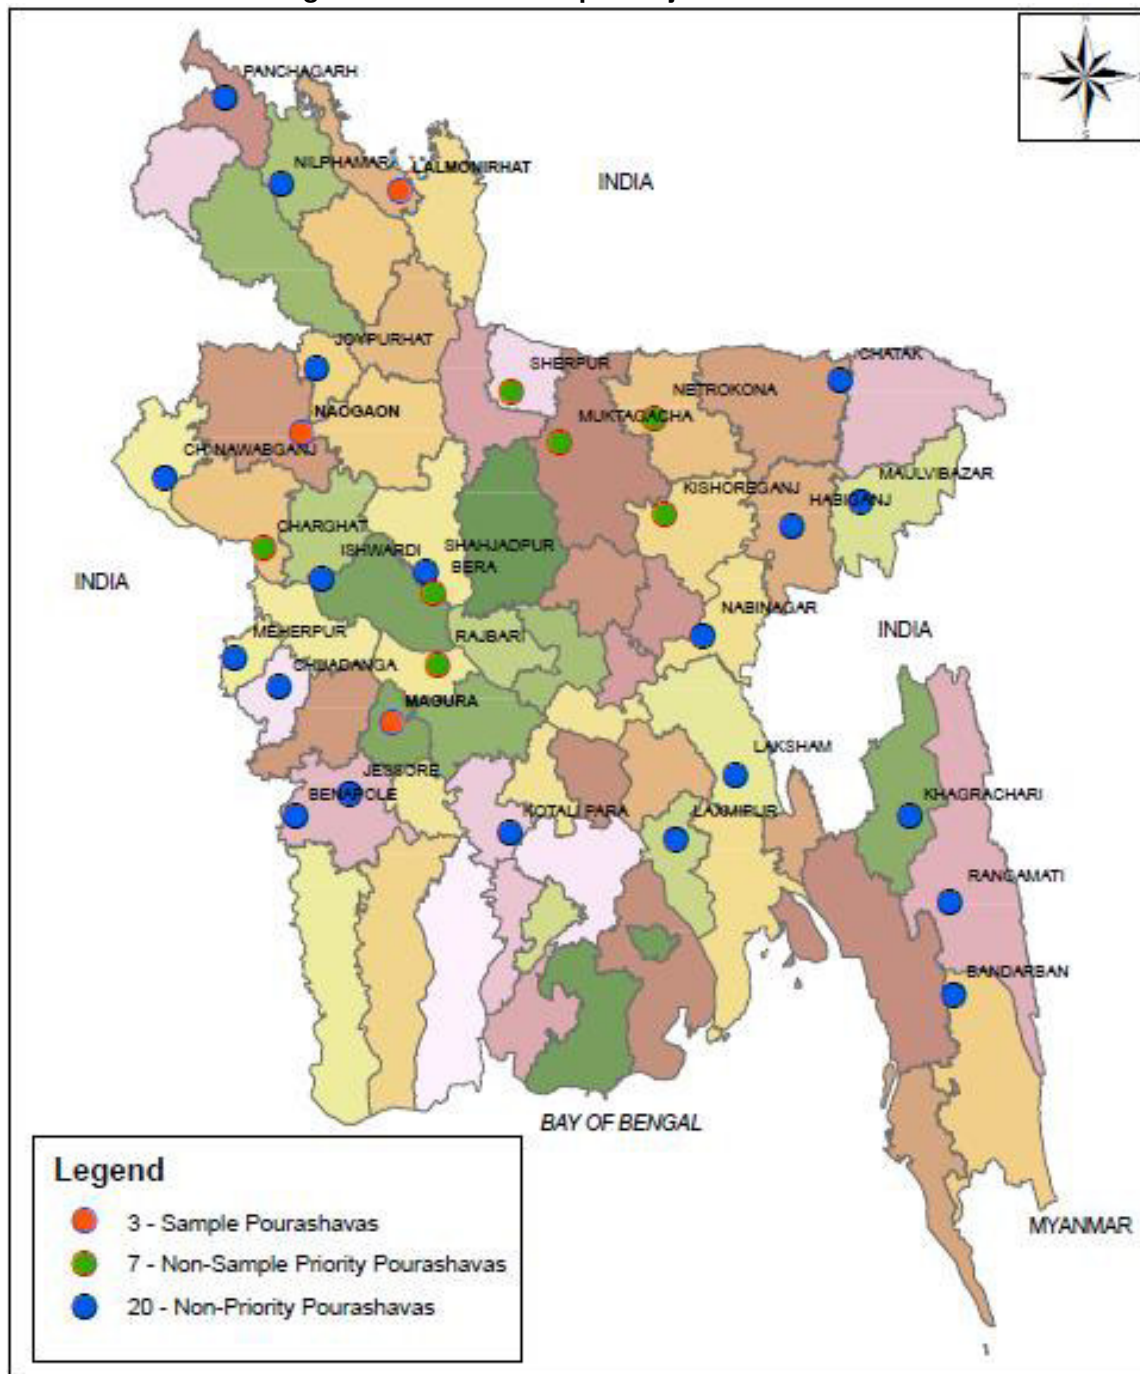 PANCHAGARH
NILPHAMARI
LALMONIRHAT
INDIA
JOYPURHAT
SHERPUR
CHATAK
NETROKONA
NAOGAON
MUKTAGACHA
CH.NAWABGANJ
MAULVIBAZAR
KISHOREGANJ
HABIGANJ
CHARGHAT
SHAHJADPUR
ISHWARDI
BERA
INDIA
NABINAGAR
MEHERPUR
RAJBARI
INDIA
CHUADANGA
MAGURA
LAKSHAM
JESSORE
BENAPOLE
KHAGRACHARI
KOTALI PARA
LAXMIPUR
RANGAMATI
BANDARBAN
BAY OF BENGAL
Legend
3 - Sample Pourashavas
7 - Non-Sample Priority Pourashavas
20 - Non-Priority Pourashavas
MYANMAR